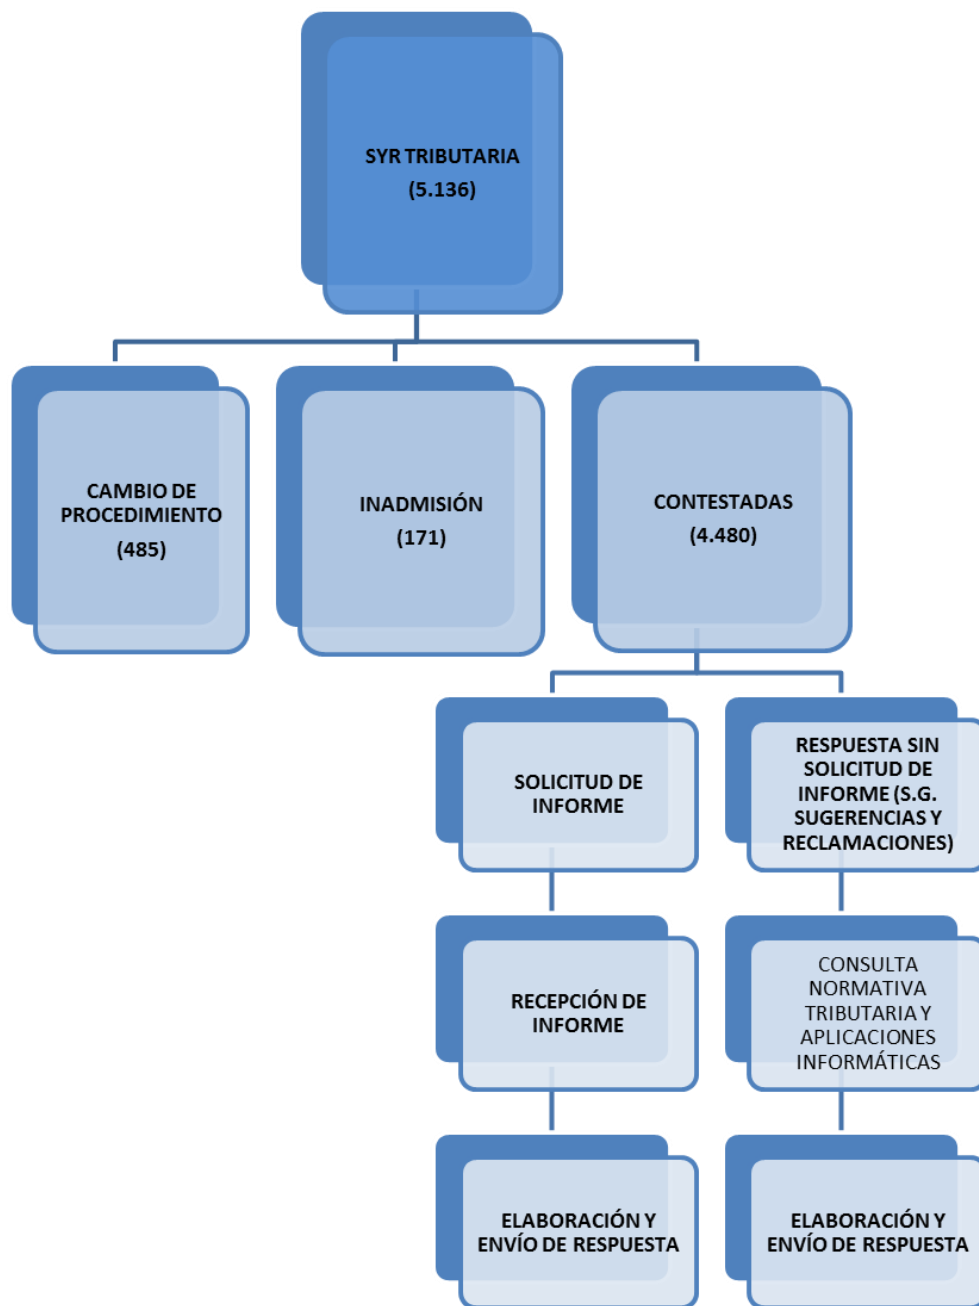 SYR TRIBUTARIA
(5.136)
CAMBIO DE
PROCEDIMIENTO
(485)
INADMISIÓN
(171)
CONTESTADAS
(4.480)
SOLICITUD DE
INFORME
RESPUESTA SIN
SOLICITUD DE
INFORME (S.G.
SUGERENCIAS Y
RECLAMACIONES)
RECEPCIÓN DE
INFORME
CONSULTA
NORMATIVA
TRIBUTARIA Y
APLICACIONES
INFORMÁTICAS
ELABORACIÓN Y
ENVÍO DE RESPUESTA
ELABORACIÓN Y
ENVÍO DE RESPUESTA